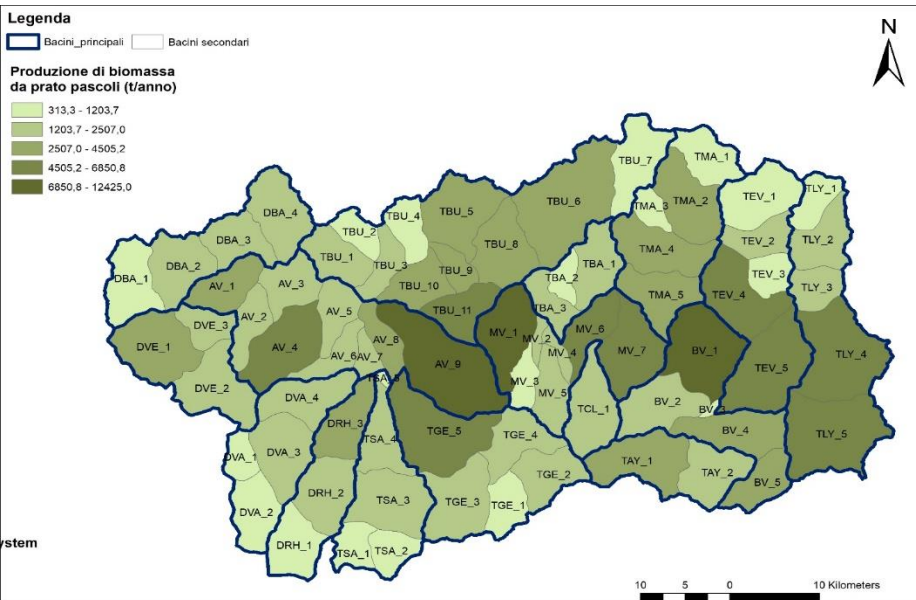 Legenda
Bacini_principali Bacini secondari
Produzione di biomassa
da prato pascoli (t/anno)
313,3 - 1203,7
1203,7 - 2507,0
2507,0 - 4505,2
4505,2 - 6850,8
6850,8 - 12425,0
N
TBU_7
TMA_1
TMA_3
TMA_2
TEV_1
TLY_1
DBA_4
TBU_4
TBU_5
TBU_6
TBU_2
DBA_3
TBU_8
TMA_4
TEV_2
TLY_2
DBA_1
DBA_2
TBU_1
TBU_3
TBU_9
TBA_2
TBA_1
TEV_3
AV_1
AV_3
TBU_10
TMA_5
TEV_4
TLY_3
AV_2
AV_5
TBU_11
TBA_3
DVE_3
DVE_1
AV_4
AV_8
MV_1
MV_2
MV_6
AV_6
AV_7
AV_9
MV_4
MV_7
BV_1
TEV_5
TLY_4
DVE_2
MV_3
MV_5
DVA_4
TCL_1
BV_2
DRH_3
TSA_4
TGE_5
TGE_4
BV_4
TLY_5
DVA_1
DVA_3
TAY_1
TAY_2
TGE_2
BV_5
DRH_2
TSA_3
TGE_3
TGE_1
DVA_2
DRH_1
TSA_1
TSA_2
ystem
10 5 0 10 Kilometers